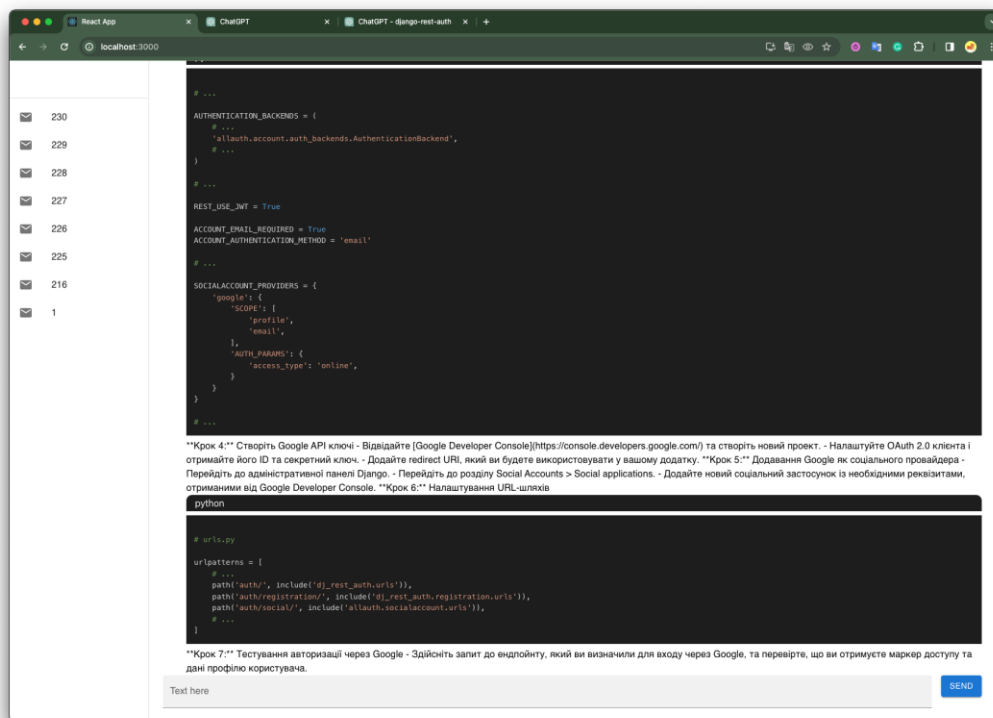 React App
ChatGPT
ChatGPT - django-rest-auth
localhost:3000
230
229
228
227
226
225
216
1
# ...
AUTHENTICATION_BACKENDS = (
# ...
'allauth.account.auth_backends.AuthenticationBackend',
# ...
)
# ...
REST_USE_JWT = True
ACCOUNT_EMAIL_REQUIRED = True
ACCOUNT_AUTHENTICATION_METHOD = 'email'
# ...
SOCIALACCOUNT_PROVIDERS = {
'google': {
'SCOPE': [
'profile',
'email',
],
'AUTH_PARAMS': {
'access_type': 'online',
}
}
}
# ...
**Крок 4:** Створіть Google API ключі - Відвідайте [Google Developer Console](https://console.developers.google.com/) та створіть новий проект. - Налаштуйте OAuth 2.0 клієнта і
отримайте його ID та секретний ключ. - Додайте redirect URI, який ви будете використовувати у вашому додатку. **Крок 5:** Додавання Google як соціального провайдера -
Перейдіть до адміністративної панелі Django. - Перейдіть до розділу Social Accounts > Social applications. - Додайте новий соціальний застосунок із необхідними реквізитами,
отриманими від Google Developer Console. **Крок 6:** Налаштування URL-шляхів
python
# urls.py
urlpatterns = [
# ...
path('auth/', include('dj_rest_auth.urls')),
path('auth/registration/', include('dj_rest_auth.registration.urls')),
path('auth/social/', include('allauth.socialaccount.urls')),
# ...
]
**Крок 7:** Тестування авторизації через Google - Здійсніть запит до ендпойнту, який ви визначили для входу через Google, та перевірте, що ви отримуєте маркер доступу та
дані профілю користувача.
Text here
SEND